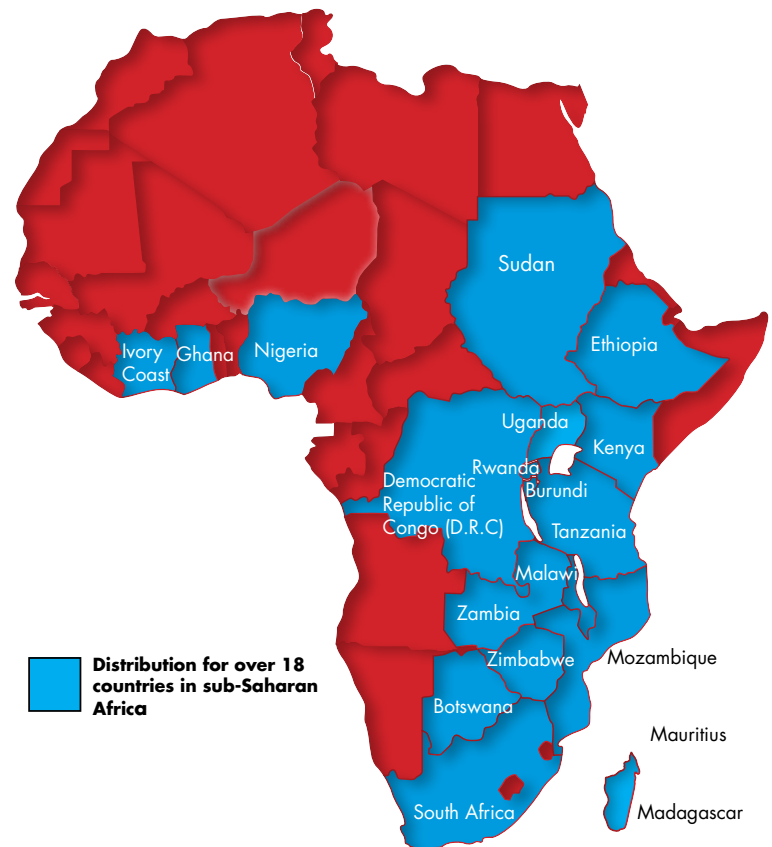 Sudan
Ethiopia
Ivory
Coast
Ghana
Nigeria
Uganda
Kenya
Rwanda
Democratic
Republic of
Congo (D.R.C)
Burundi
Tanzania
Malawi
Zambia
Zimbabwe
Mozambique
Distribution for over 18
countries in sub-Saharan
Africa
Botswana
Mauritius
South Africa
Madagascar